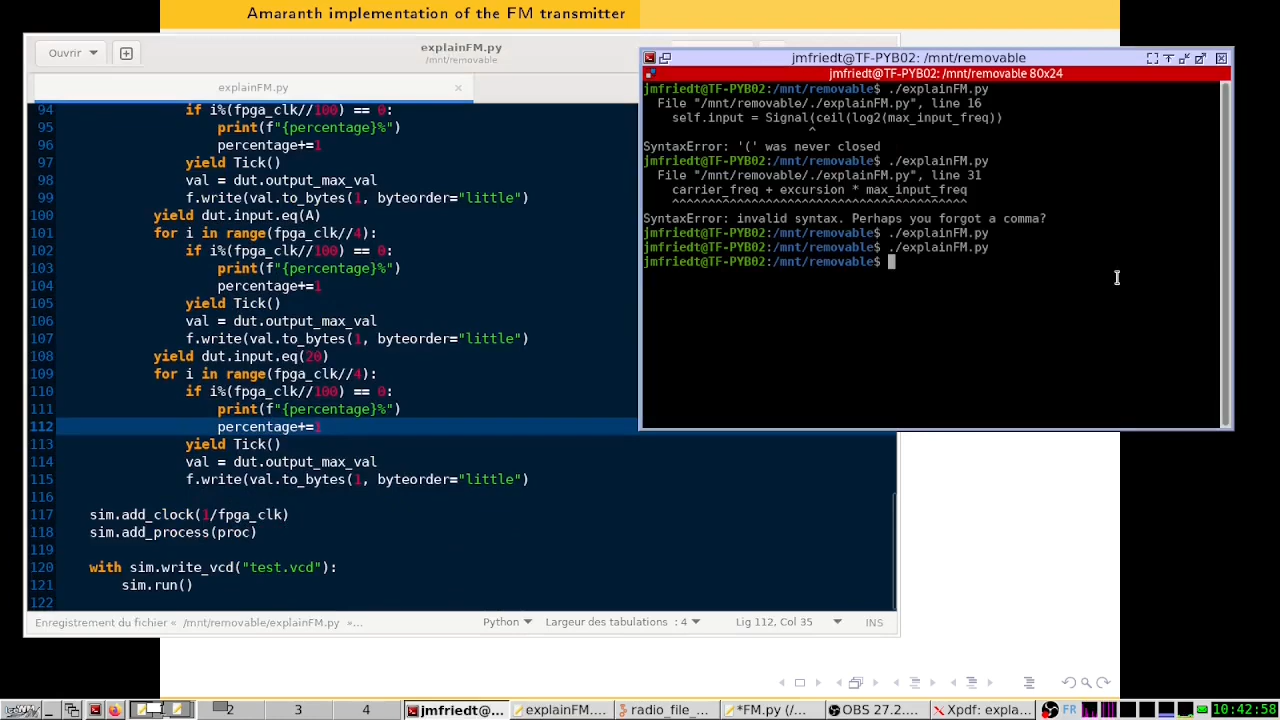 Amaranth implementation of the FM transmitter
Ouvrir
explainFM.py
/mnt/removable
explainFM.py
94 if i%(fpga_clk//100) == 0:
95 print(f"{percentage}%")
96 percentage+=1
97 yield Tick()
98 val = dut.output_max_val
99 f.write(val.to_bytes(1, byteorder="little")
100 yield dut.input.eq(A)
101 for i in range(fpga_clk//4):
102 if i%(fpga_clk//100) == 0:
103 print(f"{percentage}%")
104 percentage+=1
105 yield Tick()
106 val = dut.output_max_val
107 f.write(val.to_bytes(1, byteorder="little")
108 yield dut.input.eq(20)
109 for i in range(fpga_clk//4):
110 if i%(fpga_clk//100) == 0:
111 print(f"{percentage}%")
112 percentage+=1
113 yield Tick()
114 val = dut.output_max_val
115 f.write(val.to_bytes(1, byteorder="little")
116
117 sim.add_clock(1/fpga_clk)
118 sim.add_process(proc)
119
120 with sim.write_vcd("test.vcd"):
121 sim.run()
122
Enregistrement du fichier « /mnt/removable/explainFM.py »...
Python
Largeur des tabulations : 4
Lig 112, Col 35
INS
jmfriedt@TF-PYB02: /mnt/removable
jmfriedt@TF-PYB02: /mnt/removable 80x24
jmfriedt@TF-PYB02:/mnt/removable$ ./explainFM.py
File "/mnt/removable/./explainFM.py", line 16
self.input = Signal(ceil(log2(max_input_freq))
^
SyntaxError: '(' was never closed
jmfriedt@TF-PYB02:/mnt/removable$ ./explainFM.py
File "/mnt/removable/./explainFM.py", line 31
carrier_freq + excursion * max_input_freq
^^^^^^^^^^^^^^^^^^^^^^^^^^^^^^^^^^^^^^^^^
SyntaxError: invalid syntax. Perhaps you forgot a comma?
jmfriedt@TF-PYB02:/mnt/removable$ ./explainFM.py
jmfriedt@TF-PYB02:/mnt/removable$ ./explainFM.py
jmfriedt@TF-PYB02:/mnt/removable$
2
3
4
jmfriedt@...
explainFM....
radio_file_...
*FM.py (/mnt...
OBS 27.2....
Xpdf: expla...
FR
10:42:58